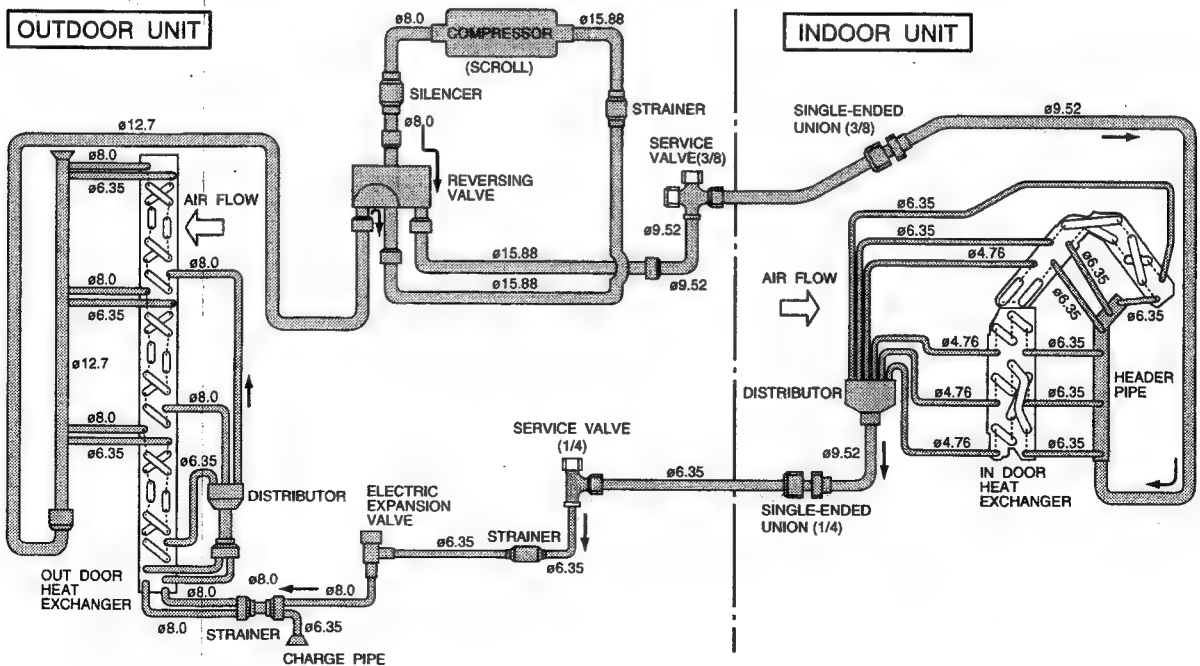 OUTDOOR UNIT
ø8.0
COMPRESSOR
(SCROLL)
ø15.88
INDOOR UNIT
SILENCER
STRAINER
ø8.0
SINGLE-ENDED
UNION (3/8)
ø9.52
ø12.7
SERVICE
VALVE(3/8)
REVERSING
VALVE
ø8.0
ø6.35
AIR FLOW
ø9.52
ø15.88
ø15.88
ø9.52
ø6.35
ø6.35
ø4.76
AIR FLOW
ø6.35
ø6.35
ø6.35
ø8.0
ø8.0
ø6.35
ø12.7
ø4.76
ø6.35
HEADER
PIPE
DISTRIBUTOR
ø4.76
ø6.35
ø8.0
ø8.0
ø6.35
ø6.35
ø4.76
ø6.35
ø9.52
IN DOOR
HEAT
EXCHANGER
SERVICE VALVE
(1/4)
ø6.35
SINGLE-ENDED
UNION (1/4)
DISTRIBUTOR
ELECTRIC
EXPANSION
VALVE
ø6.35
STRAINER
ø6.35
OUT DOOR
HEAT
EXCHANGER
ø8.0
ø8.0
ø8.0
ø8.0
STRAINER
ø6.35
CHARGE PIPE